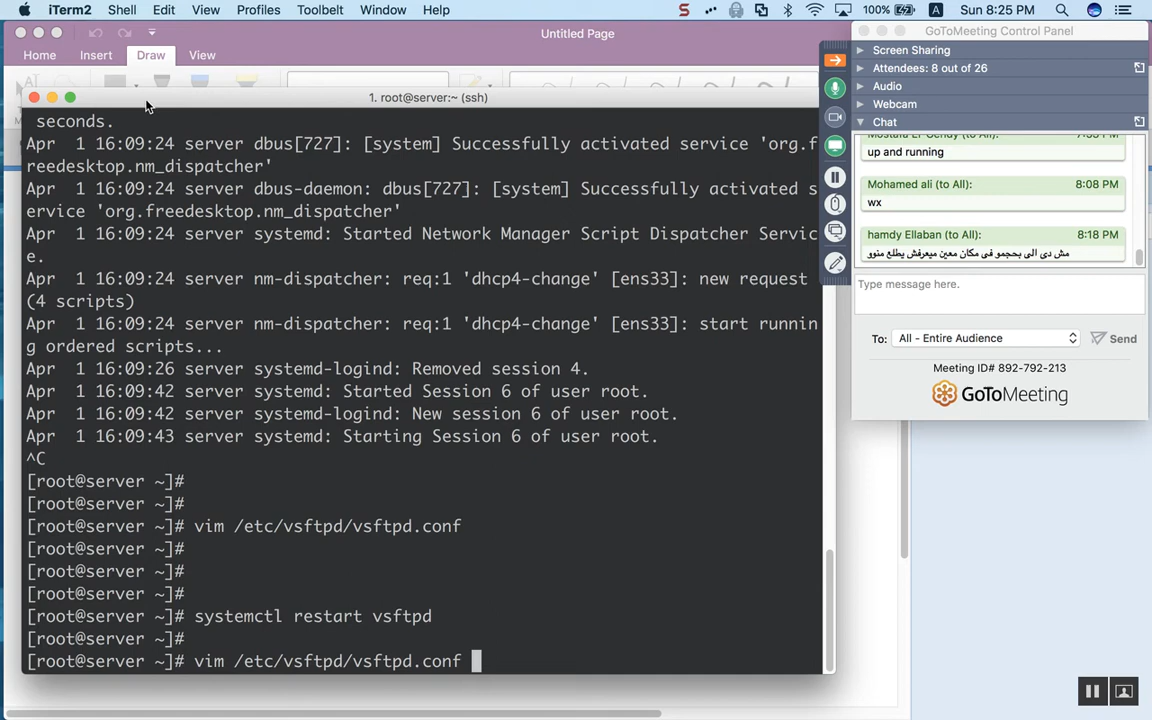 iTerm2 Shell Edit View Profiles Toolbelt Window Help
100% A Sun 8:25 PM
Untitled Page
Home Insert Draw View
1. root@server:~ (ssh)
seconds.
Apr  1 16:09:24 server dbus[727]: [system] Successfully activated service 'org.f
reedesktop.nm_dispatcher'
Apr  1 16:09:24 server dbus-daemon: dbus[727]: [system] Successfully activated s
ervice 'org.freedesktop.nm_dispatcher'
Apr  1 16:09:24 server systemd: Started Network Manager Script Dispatcher Servic
e.
Apr  1 16:09:24 server nm-dispatcher: req:1 'dhcp4-change' [ens33]: new request
(4 scripts)
Apr  1 16:09:24 server nm-dispatcher: req:1 'dhcp4-change' [ens33]: start runnin
g ordered scripts...
Apr  1 16:09:26 server systemd-logind: Removed session 4.
Apr  1 16:09:42 server systemd: Started Session 6 of user root.
Apr  1 16:09:42 server systemd-logind: New session 6 of user root.
Apr  1 16:09:43 server systemd: Starting Session 6 of user root.
^C
[root@server ~]#
[root@server ~]#
[root@server ~]# vim /etc/vsftpd/vsftpd.conf
[root@server ~]#
[root@server ~]#
[root@server ~]#
[root@server ~]# systemctl restart vsftpd
[root@server ~]#
[root@server ~]# vim /etc/vsftpd/vsftpd.conf
GoToMeeting Control Panel
Screen Sharing
Attendees: 8 out of 26
Audio
Webcam
Chat
up and running
Mohamed ali (to All): 8:08 PM
wx
hamdy Ellaban (to All): 8:18 PM
مش دى الى بحجمو فى مكان معين ميعرفش يطلع منوو
Type message here.
To: All - Entire Audience Send
Meeting ID# 892-792-213
GoToMeeting